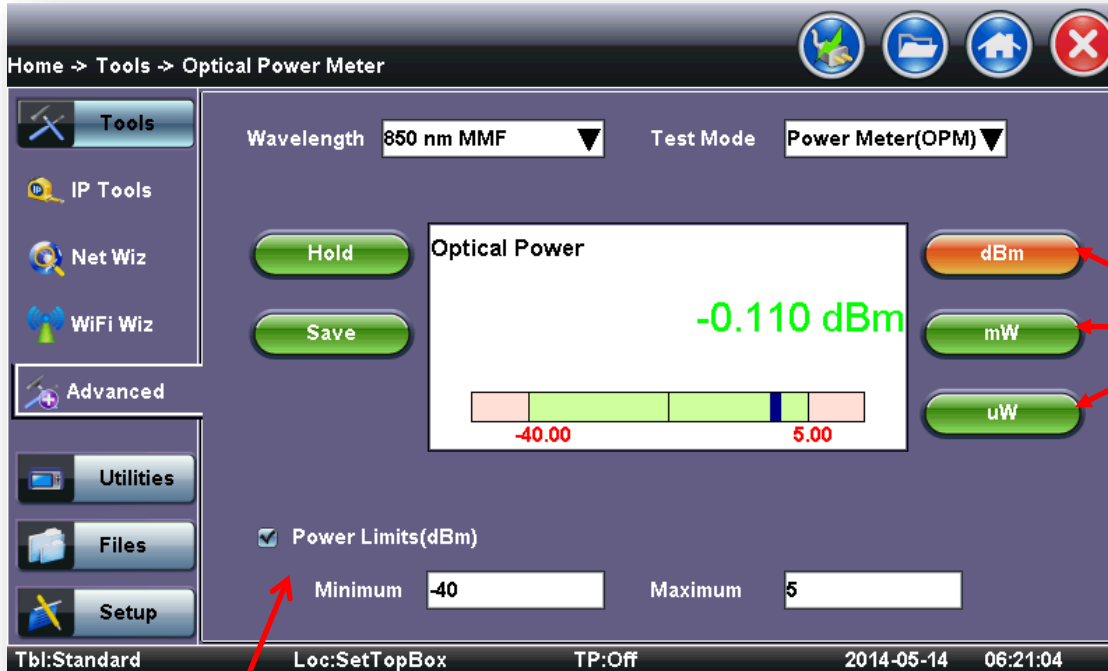 Home -> Tools -> Optical Power Meter
Tools
IP
IP Tools
Net Wiz
WiFi Wiz
Advanced
Utilities
Files
Setup
Wavelength 850 nm MMF Test Mode Power Meter(OPM)
Hold
Save
Optical Power
-0.110 dBm
-40.00 5.00
dBm
mW
uW
Power Limits(dBm)
Minimum -40 Maximum 5
Tbl:Standard Loc:SetTopBox TP:Off 2014-05-14 06:21:04